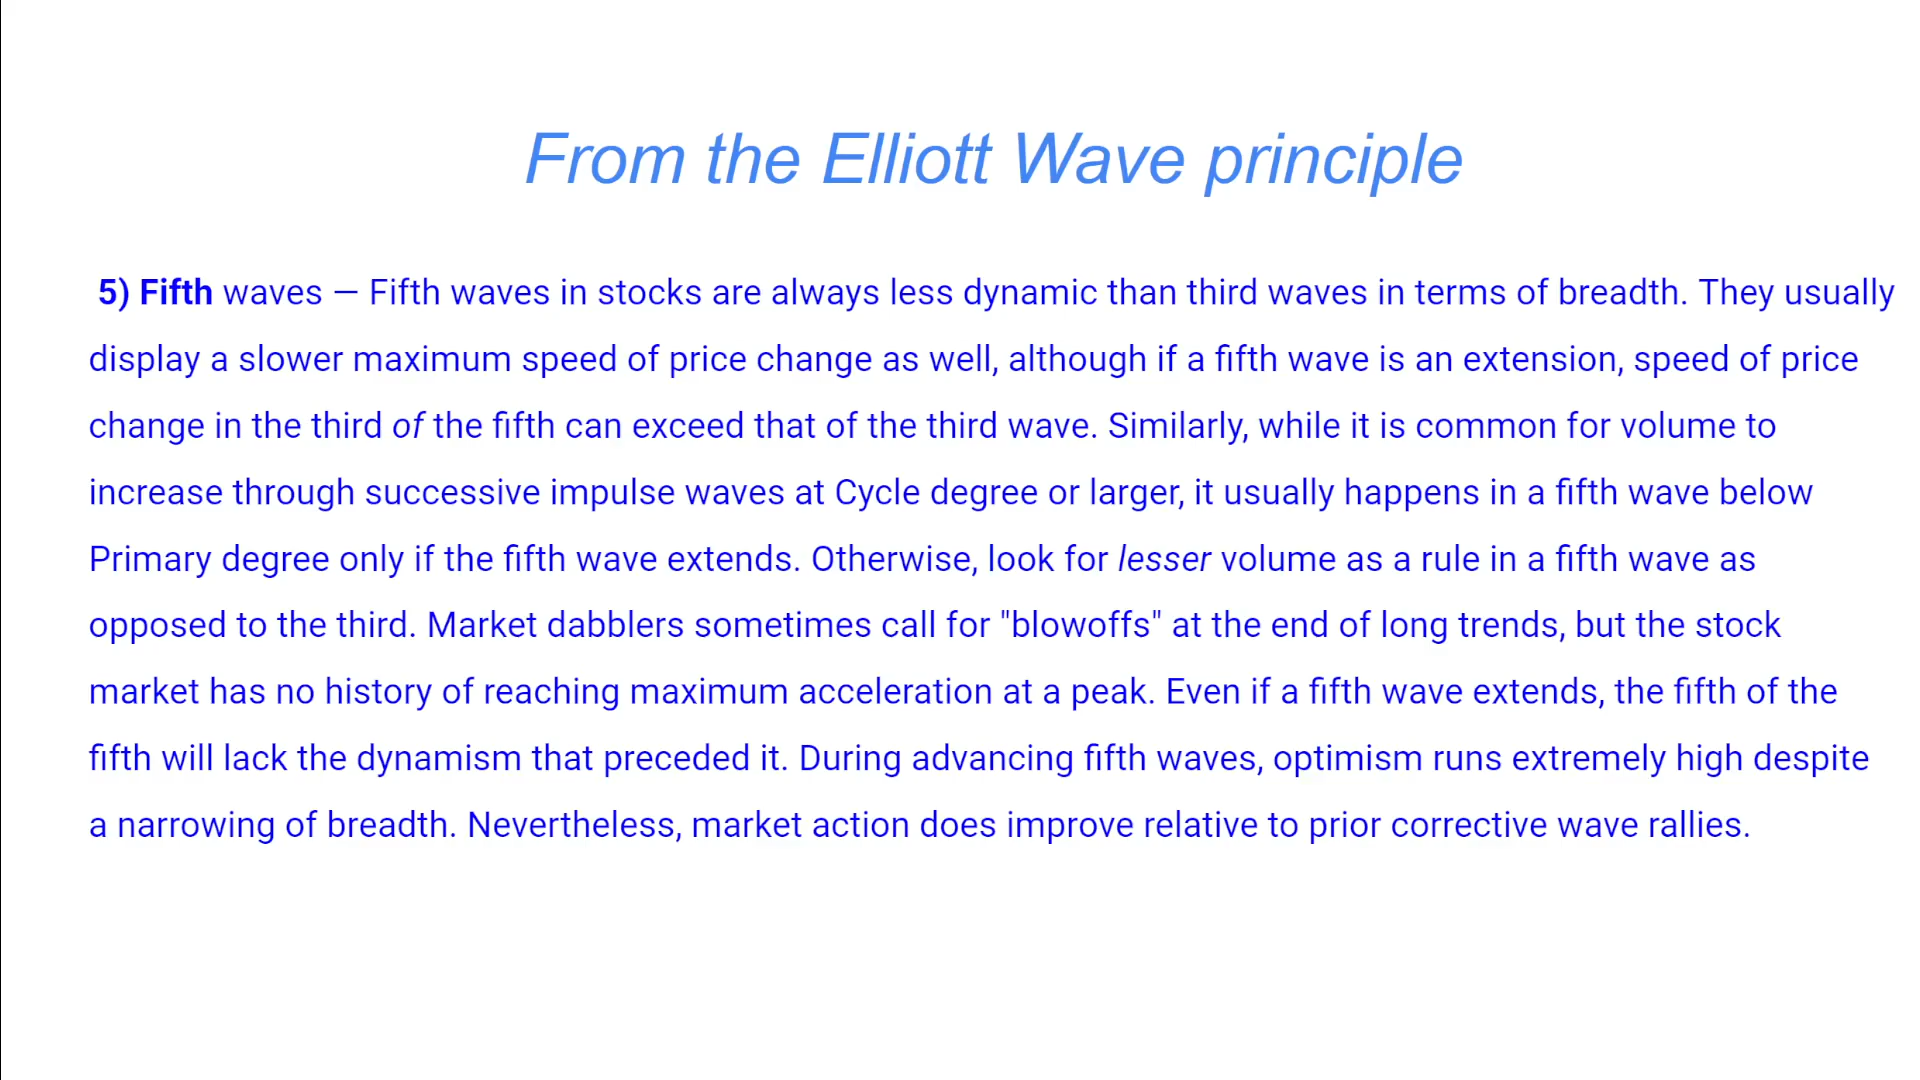 From the Elliott Wave principle
5) Fifth waves — Fifth waves in stocks are always less dynamic than third waves in terms of breadth. They usually
display a slower maximum speed of price change as well, although if a fifth wave is an extension, speed of price
change in the third of the fifth can exceed that of the third wave. Similarly, while it is common for volume to
increase through successive impulse waves at Cycle degree or larger, it usually happens in a fifth wave below
Primary degree only if the fifth wave extends. Otherwise, look for lesser volume as a rule in a fifth wave as
opposed to the third. Market dabblers sometimes call for "blowoffs" at the end of long trends, but the stock
market has no history of reaching maximum acceleration at a peak. Even if a fifth wave extends, the fifth of the
fifth will lack the dynamism that preceded it. During advancing fifth waves, optimism runs extremely high despite
a narrowing of breadth. Nevertheless, market action does improve relative to prior corrective wave rallies.